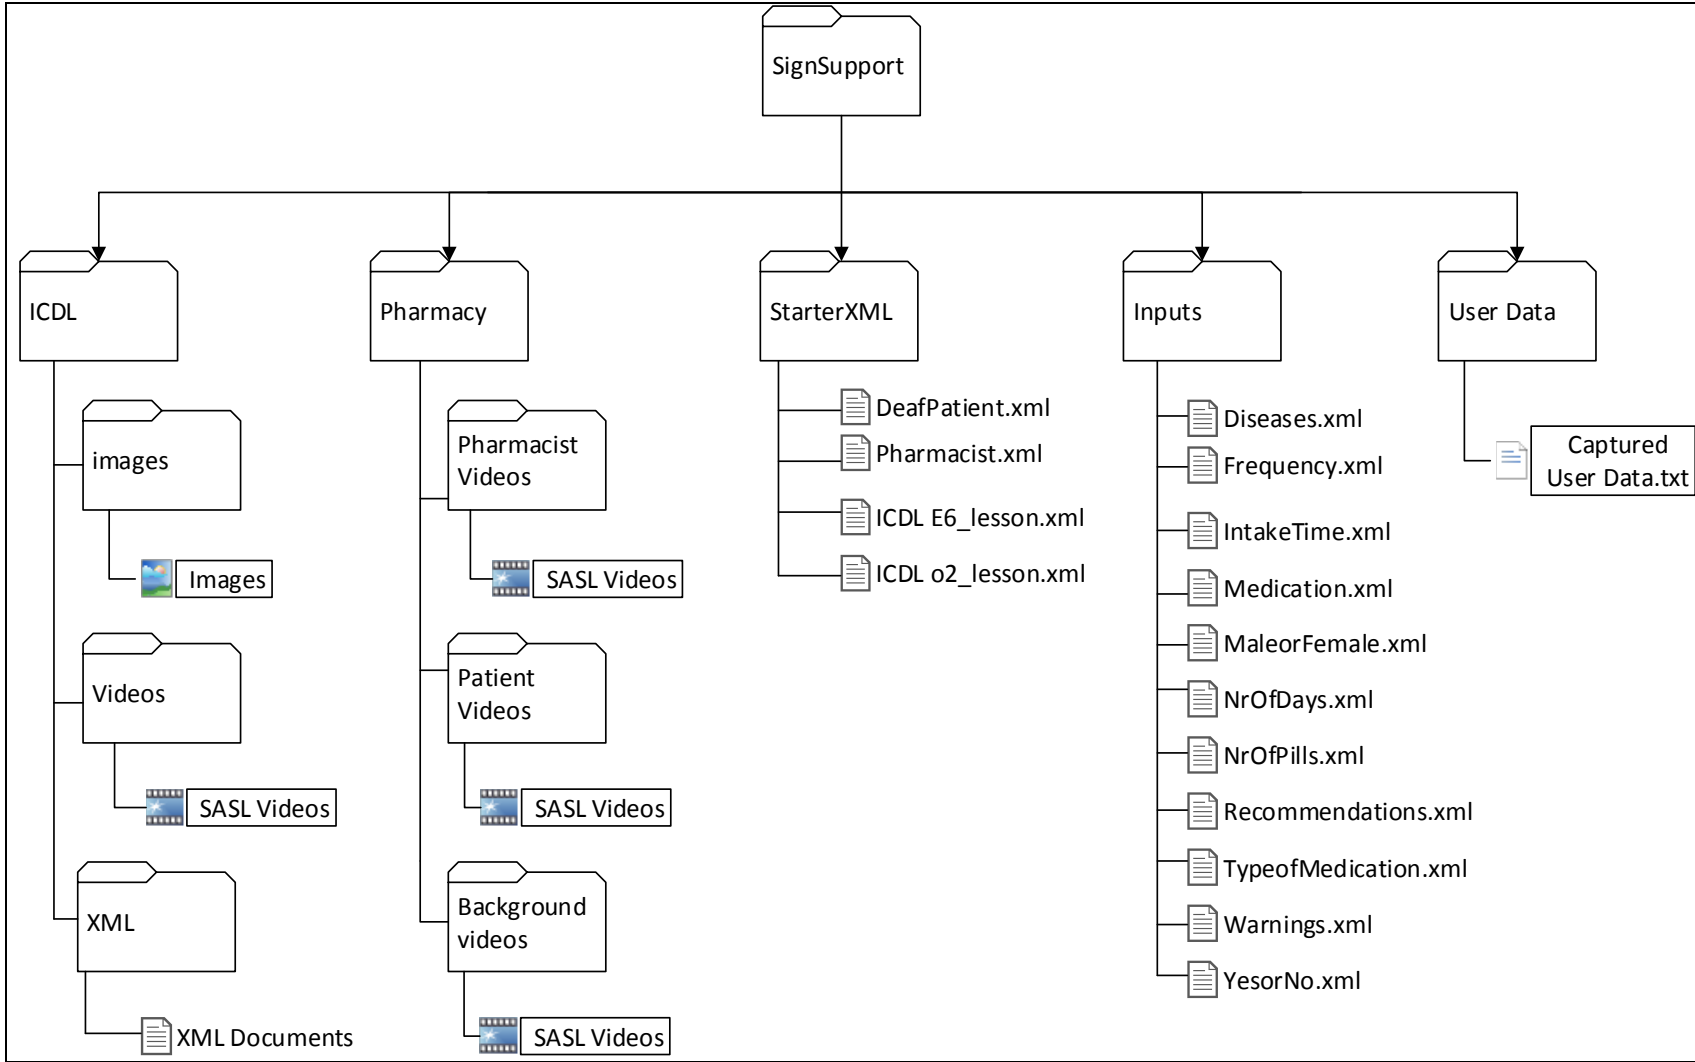 SignSupport
ICDL
Pharmacy
StarterXML
Inputs
User Data
images
Images
Videos
SASL Videos
XML
XML Documents
Pharmacist
Videos
SASL Videos
Patient
Videos
SASL Videos
Background
videos
SASL Videos
DeafPatient.xml
Pharmacist.xml
ICDL E6_lesson.xml
ICDL o2_lesson.xml
Diseases.xml
Frequency.xml
IntakeTime.xml
Medication.xml
MaleorFemale.xml
NrOfDays.xml
NrOfPills.xml
Recommendations.xml
TypeofMedication.xml
Warnings.xml
YesorNo.xml
Captured
User Data.txt